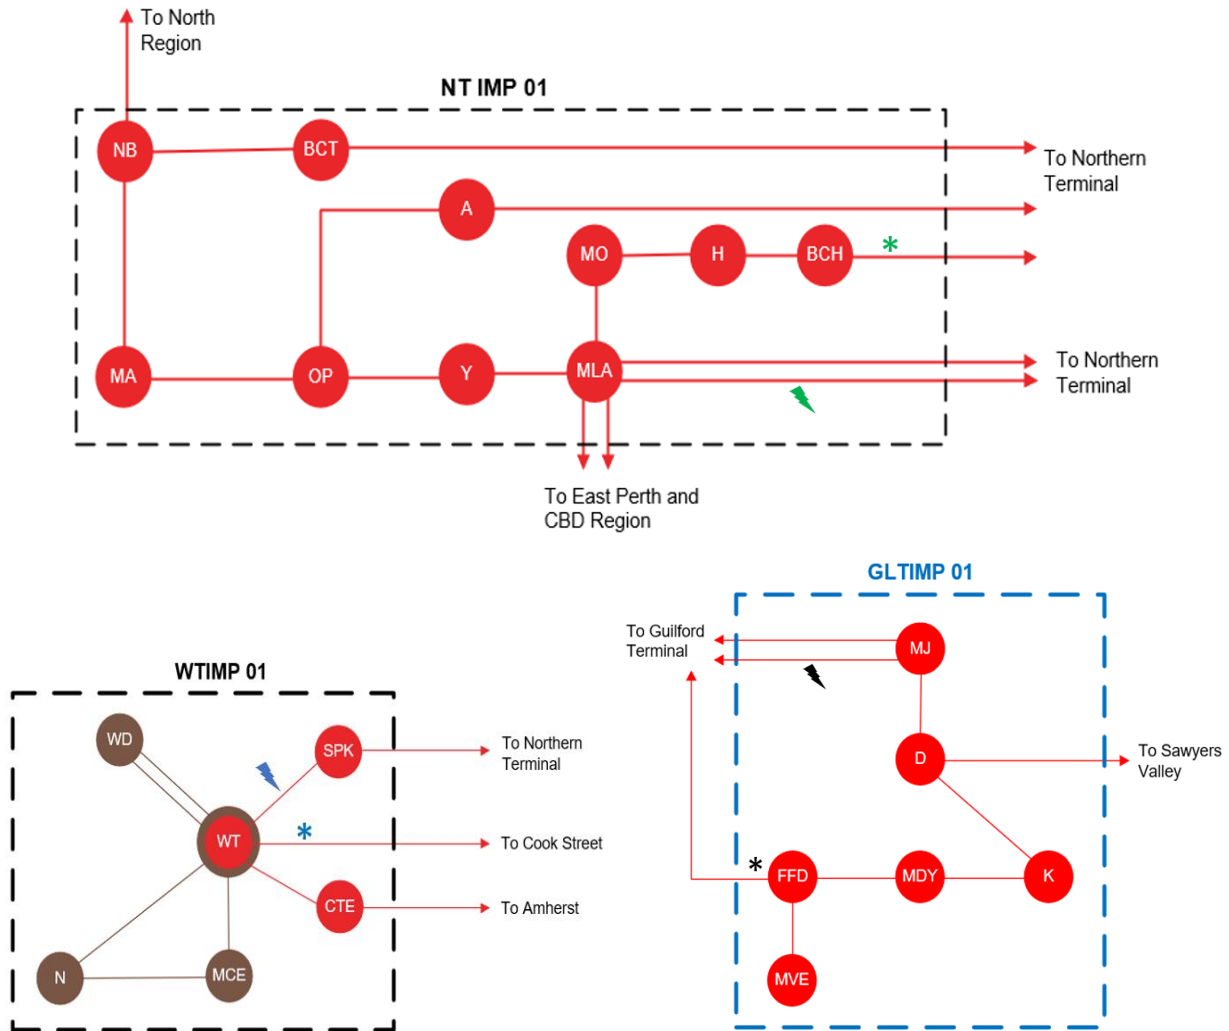 To North
Region
NT IMP 01
NB
BCT
To Northern
Terminal
A
MO
H
BCH
*
MA
OP
Y
MLA
To Northern
Terminal
To East Perth and
CBD Region
WTIMP 01
WD
SPK
To Northern
Terminal
WT
*
To Cook Street
CTE
To Amherst
N
MCE
GLTIMP 01
To Guilford
Terminal
MJ
D
To Sawyers
Valley
*
FFD
MDY
K
MVE